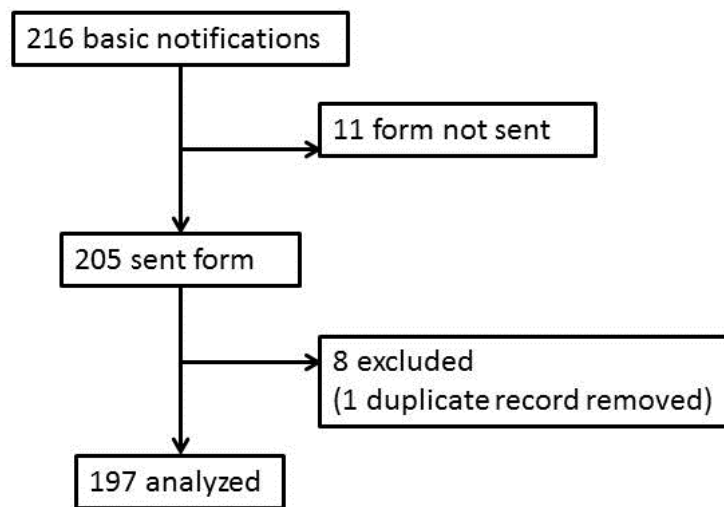 216 basic notifications
11 form not sent
205 sent form
8 excluded
(1 duplicate record removed)
197 analyzed